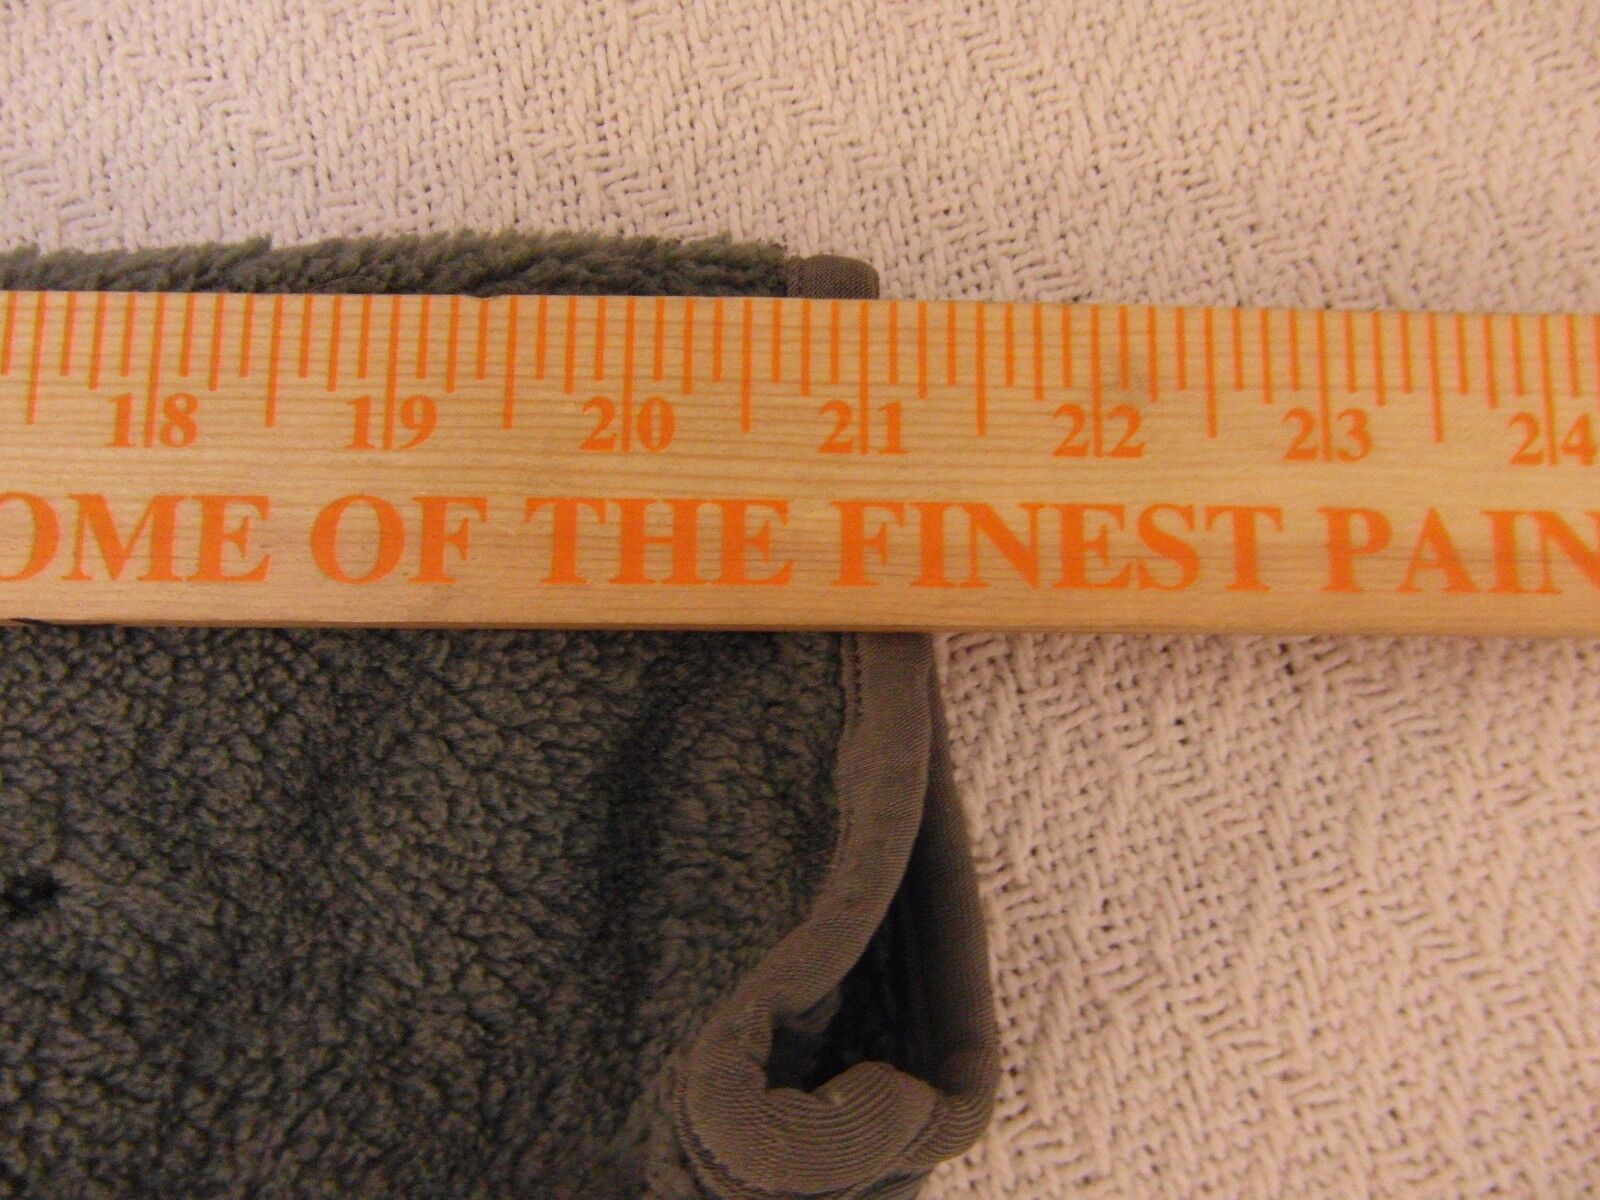 18 19 20 21 22 23 24
OME OF THE FINEST PAIN